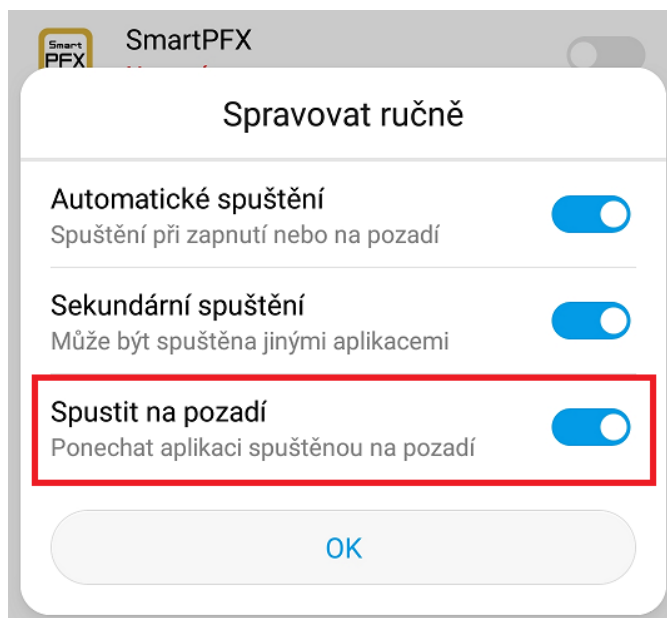 Smart
PFX
SmartPFX
Spravovat ručně
Automatické spuštění
Spuštění při zapnutí nebo na pozadí
Sekundární spuštění
Může být spuštěna jinými aplikacemi
Spustit na pozadí
Ponechat aplikaci spuštěnou na pozadí
OK